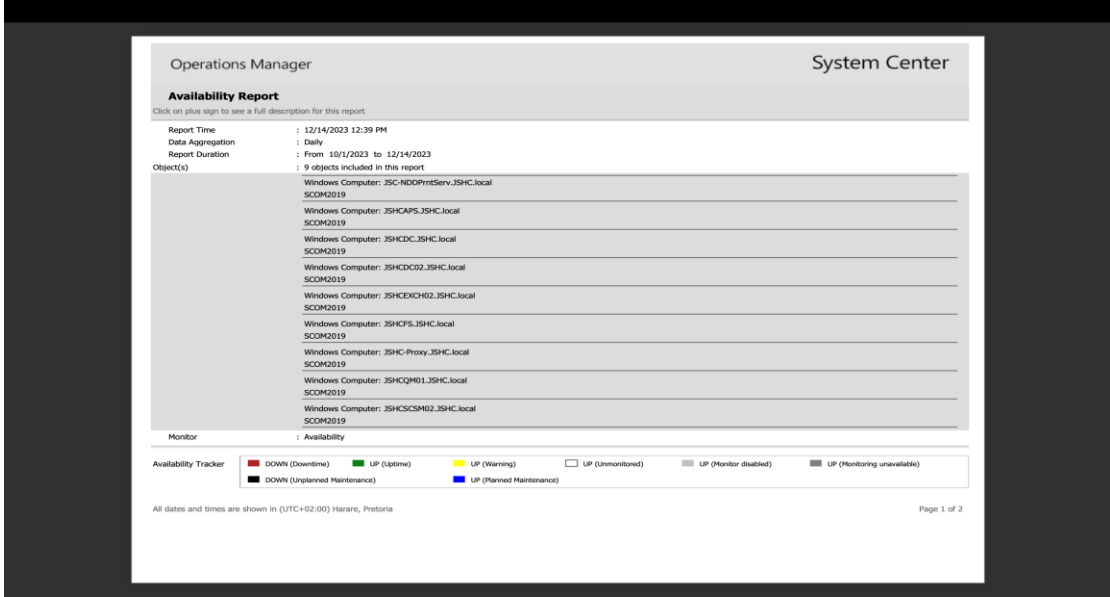 Operations Manager
System Center
Availability Report
Click on plus sign to see a full description for this report
Report Time : 12/14/2023 12:39 PM
Data Aggregation : Daily
Report Duration : From 10/1/2023 to 12/14/2023
Object(s) : 9 objects included in this report
Windows Computer: JSC-NDDPrntServ.JSHC.local
SCOM2019
Windows Computer: JSHCAPS.JSHC.local
SCOM2019
Windows Computer: JSHCDC.JSHC.local
SCOM2019
Windows Computer: JSHCDC02.JSHC.local
SCOM2019
Windows Computer: JSHCEXCH02.JSHC.local
SCOM2019
Windows Computer: JSHCFS.JSHC.local
SCOM2019
Windows Computer: JSHC-Proxy.JSHC.local
SCOM2019
Windows Computer: JSHCQM01.JSHC.local
SCOM2019
Windows Computer: JSHCSCSM02.JSHC.local
SCOM2019
Monitor : Availability
Availability Tracker DOWN (Downtime) UP (Uptime) UP (Warning) UP (Unmonitored) UP (Monitor disabled) UP (Monitoring unavailable)
DOWN (Unplanned Maintenance) UP (Planned Maintenance)
All dates and times are shown in (UTC+02:00) Harare, Pretoria
Page 1 of 2